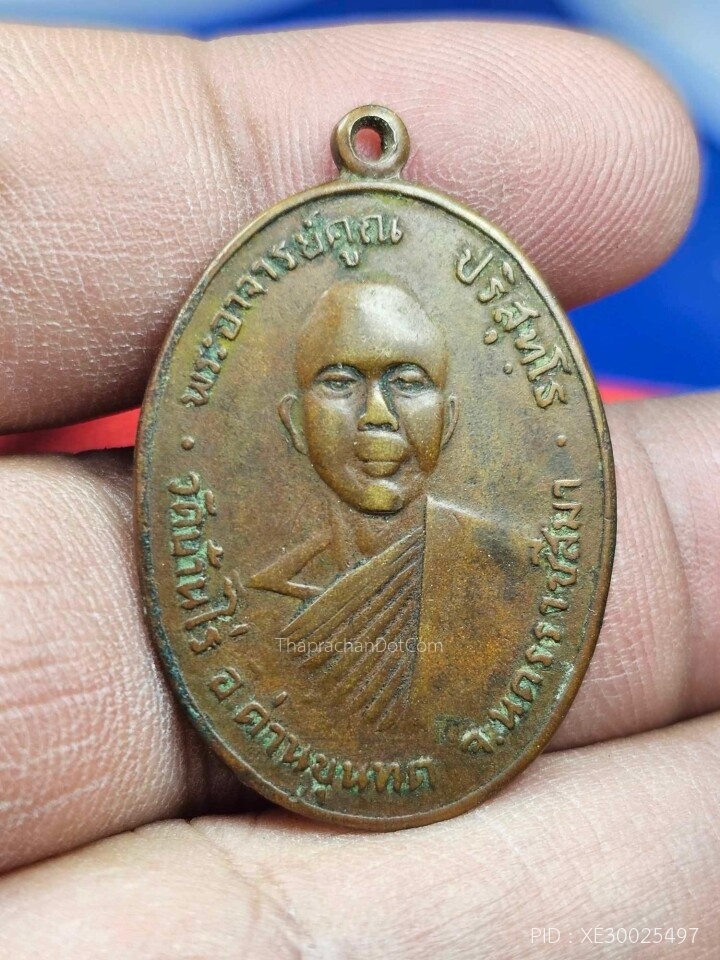 พระอาจารย์คูณ ปริสุทฺโธ
วัดบ้านไร่ อ.ด่านขุนทด จ.นครราชสีมา
ThaprachanDotCom
PID : XE30025497